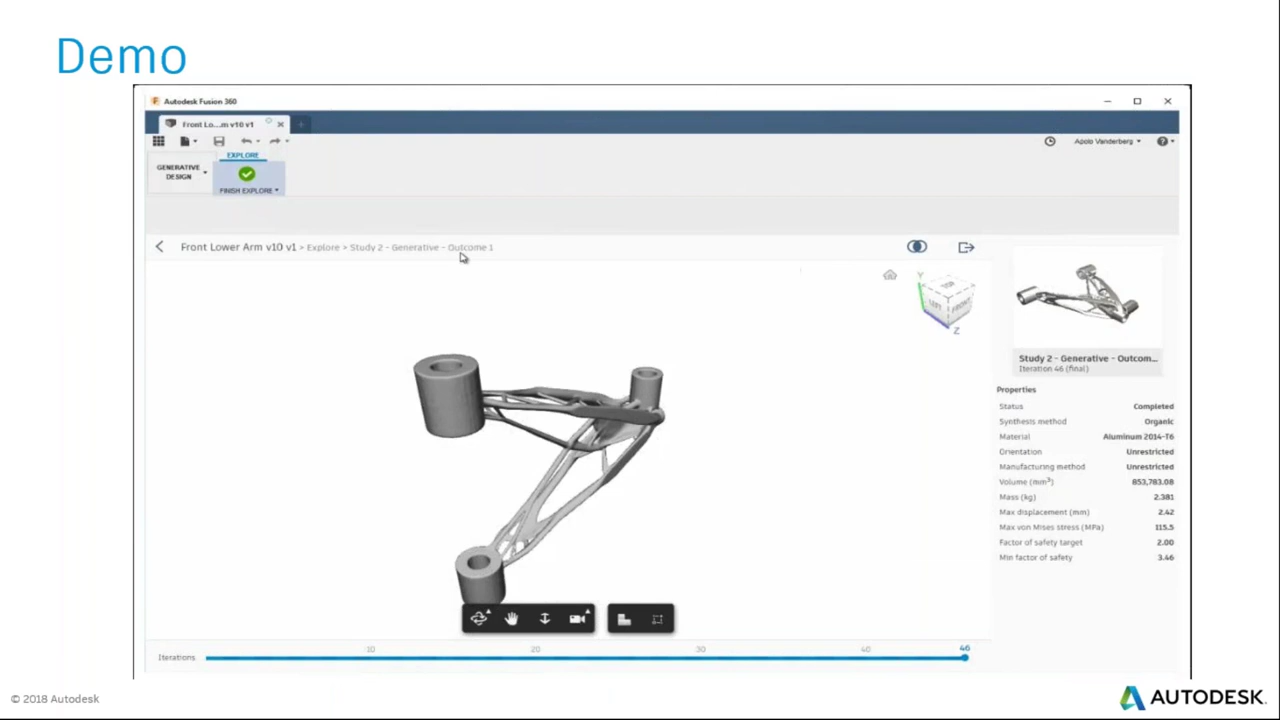 Demo
Autodesk Fusion 360
Front Lo...m v10 v1
Apolo Vanderberg
EXPLORE
GENERATIVE
DESIGN
FINISH EXPLORE
Front Lower Arm v10 v1 > Explore > Study 2 - Generative - Outcome 1
Y
TOP
LEFT
FRONT
Z
Study 2 - Generative - Outcom...
Iteration 46 (final)
Properties
Status Completed
Synthesis method Organic
Material Aluminum 2014-T6
Orientation Unrestricted
Manufacturing method Unrestricted
Volume (mm³) 853,783.08
Mass (kg) 2.381
Max displacement (mm) 2.42
Max von Mises stress (MPa) 115.5
Factor of safety target 2.00
Min factor of safety 3.46
10 20 30 40 46
Iterations
© 2018 Autodesk
AUTODESK.